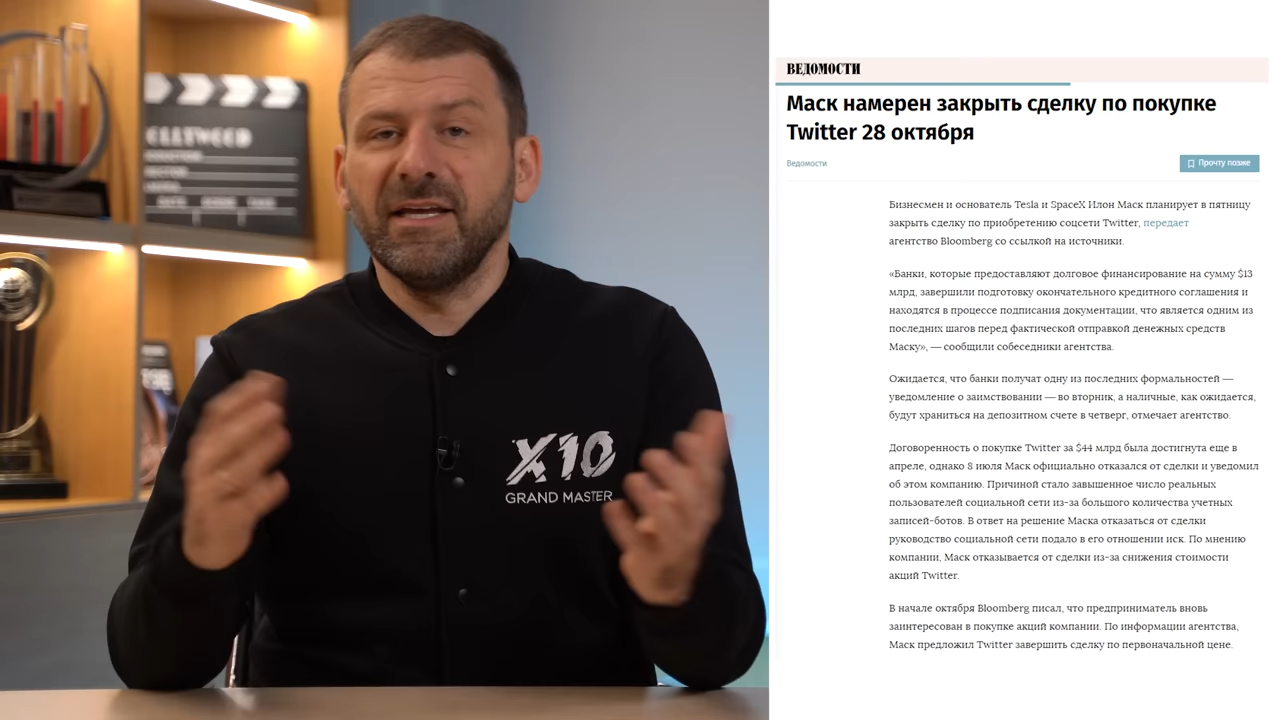 X10
GRAND MASTER
ВЕДОМОСТИ
Маск намерен закрыть сделку по покупке
Twitter 28 октября
Ведомости
Прочту позже
Бизнесмен и основатель Tesla и SpaceX Илон Маск планирует в пятницу
закрыть сделку по приобретению соцсети Twitter, передает
агентство Bloomberg со ссылкой на источники.
«Банки, которые предоставляют долговое финансирование на сумму $13
млрд, завершили подготовку окончательного кредитного соглашения и
находятся в процессе подписания документации, что является одним из
последних шагов перед фактической отправкой денежных средств
Маску», — сообщили собеседники агентства.
Ожидается, что банки получат одну из последних формальностей —
уведомление о заимствовании — во вторник, а наличные, как ожидается,
будут храниться на депозитном счете в четверг, отмечает агентство.
Договоренность о покупке Twitter за $44 млрд была достигнута еще в
апреле, однако 8 июля Маск официально отказался от сделки и уведомил
об этом компанию. Причиной стало завышенное число реальных
пользователей социальной сети из-за большого количества учетных
записей-ботов. В ответ на решение Маска отказаться от сделки
руководство социальной сети подало в его отношении иск. По мнению
компании, Маск отказывается от сделки из-за снижения стоимости
акций Twitter.
В начале октября Bloomberg писал, что предприниматель вновь
заинтересован в покупке акций компании. По информации агентства,
Маск предложил Twitter завершить сделку по первоначальной цене.